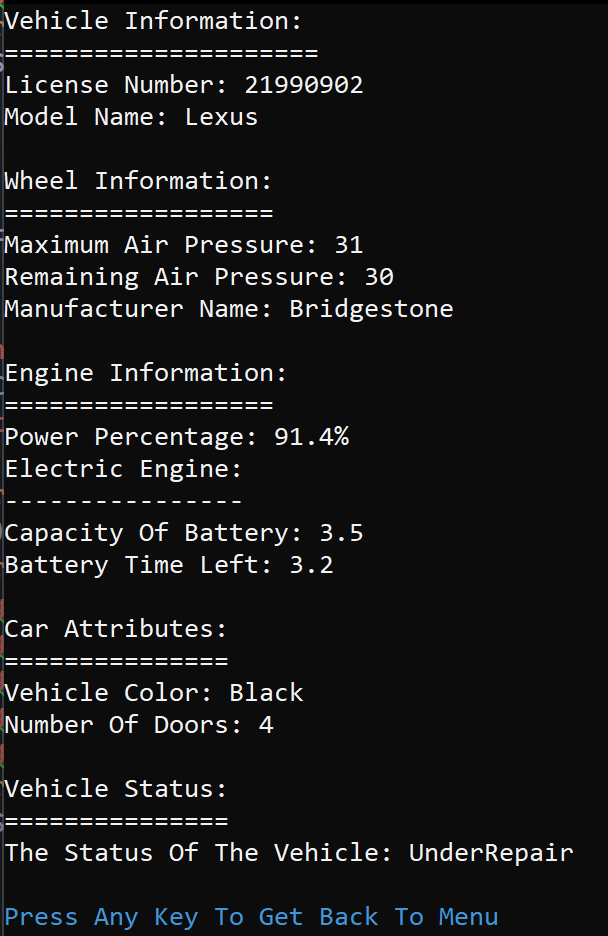 Vehicle Information:
=====================
License Number: 21990902
Model Name: Lexus

Wheel Information:
==================
Maximum Air Pressure: 31
Remaining Air Pressure: 30
Manufacturer Name: Bridgestone

Engine Information:
==================
Power Percentage: 91.4%
Electric Engine:
----------------
Capacity Of Battery: 3.5
Battery Time Left: 3.2

Car Attributes:
===============
Vehicle Color: Black
Number Of Doors: 4

Vehicle Status:
===============
The Status Of The Vehicle: UnderRepair

Press Any Key To Get Back To Menu